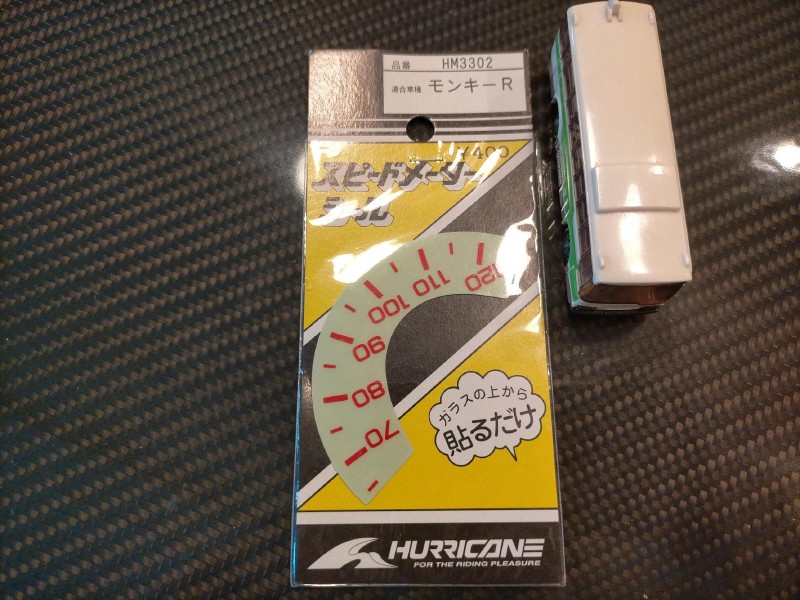 品番 HM3302
適合車種 モンキーR
¥400
スピードメーター
シール
120
110
100
90
80
70
ガラスの上から
貼るだけ
HURRICANE
FOR THE RIDING PLEASURE